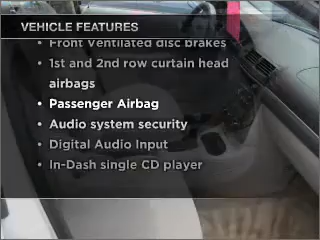 VEHICLE FEATURES
• Front Ventilated disc brakes
• 1st and 2nd row curtain head
airbags
• Passenger Airbag
• Audio system security
• Digital Audio Input
• In-Dash single CD player